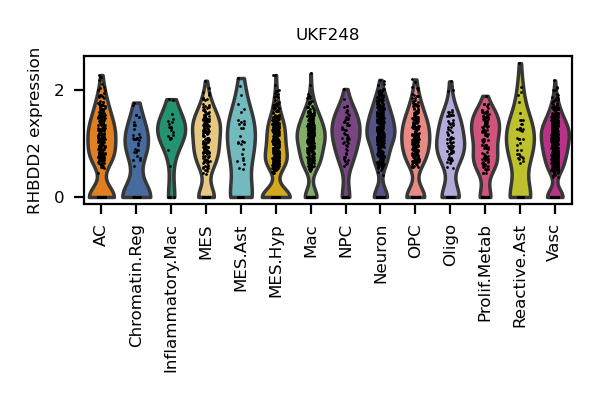 UKF248
RHBDD2 expression
2
0
AC
Chromatin.Reg
Inflammatory.Mac
MES
MES.Ast
MES.Hyp
Mac
NPC
Neuron
OPC
Oligo
Prolif.Metab
Reactive.Ast
Vasc